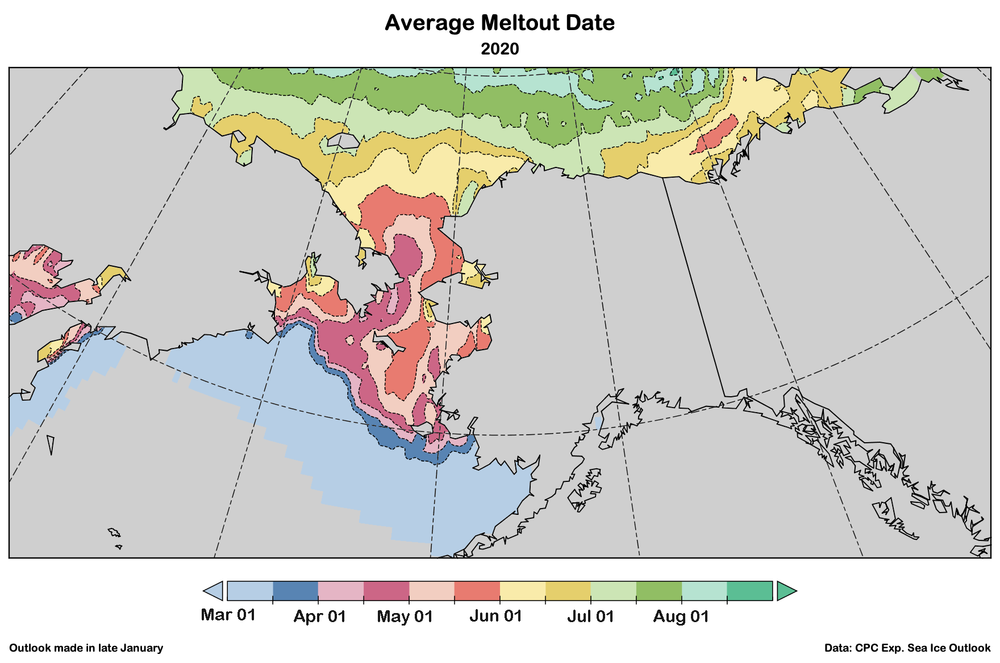 Average Meltout Date
2020
Mar 01 Apr 01 May 01 Jun 01 Jul 01 Aug 01
Outlook made in late January
Data: CPC Exp. Sea Ice Outlook